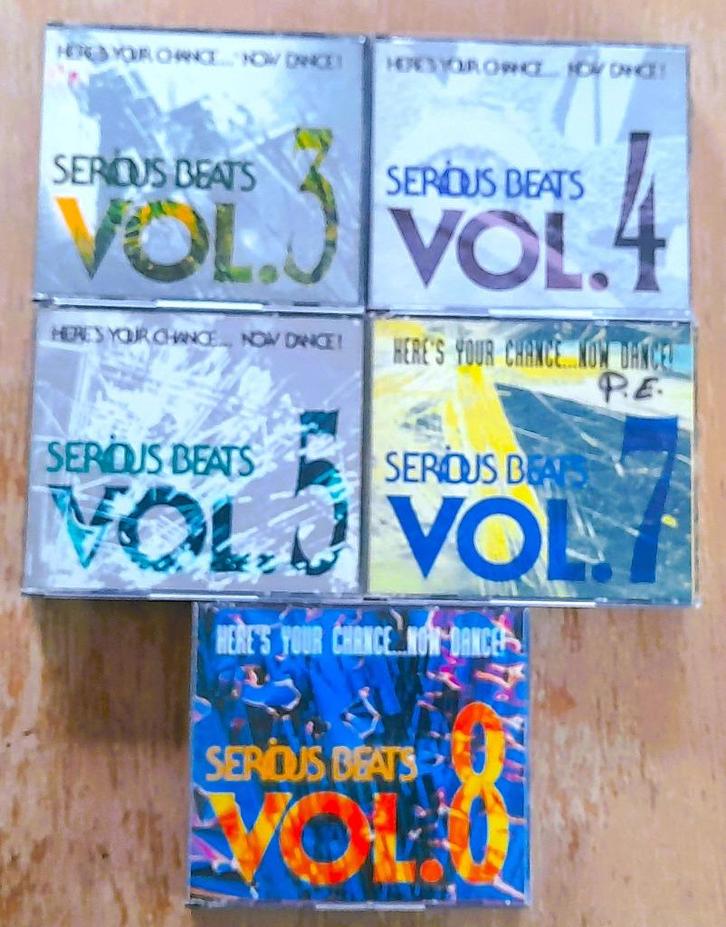 HERE'S YOUR CHANCE... NOW DANCE!
SERIOUS BEATS
VOL.3
HERE'S YOUR CHANCE... NOW DANCE!
SERIOUS BEATS
VOL.4
HERE'S YOUR CHANCE... NOW DANCE!
SERIOUS BEATS
VOL.5
HERE'S YOUR CHANCE...NOW DANCE!
P.E.
SERIOUS BEATS
VOL.7
HERE'S YOUR CHANCE...NOW DANCE!
SERIOUS BEATS
VOL.8